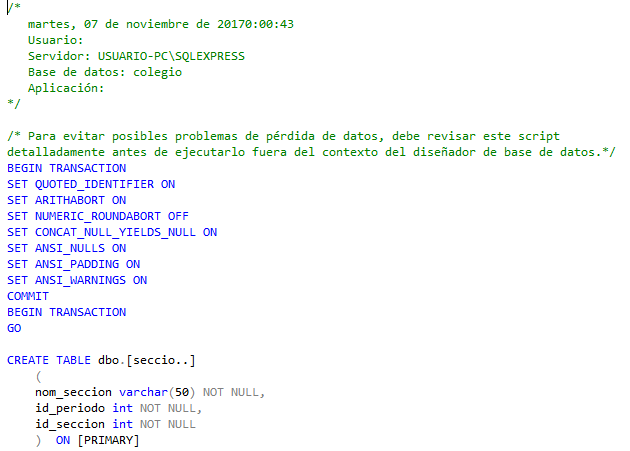 /*
martes, 07 de noviembre de 20170:00:43
Usuario:
Servidor: USUARIO-PC\SQLEXPRESS
Base de datos: colegio
Aplicación:
*/
/* Para evitar posibles problemas de pérdida de datos, debe revisar este script
detalladamente antes de ejecutarlo fuera del contexto del diseñador de base de datos.*/
BEGIN TRANSACTION
SET QUOTED_IDENTIFIER ON
SET ARITHABORT ON
SET NUMERIC_ROUNDABORT OFF
SET CONCAT_NULL_YIELDS_NULL ON
SET ANSI_NULLS ON
SET ANSI_PADDING ON
SET ANSI_WARNINGS ON
COMMIT
BEGIN TRANSACTION
GO
CREATE TABLE dbo.[seccio..]
(
nom_seccion varchar(50) NOT NULL,
id_periodo int NOT NULL,
id_seccion int NOT NULL
)  ON [PRIMARY]